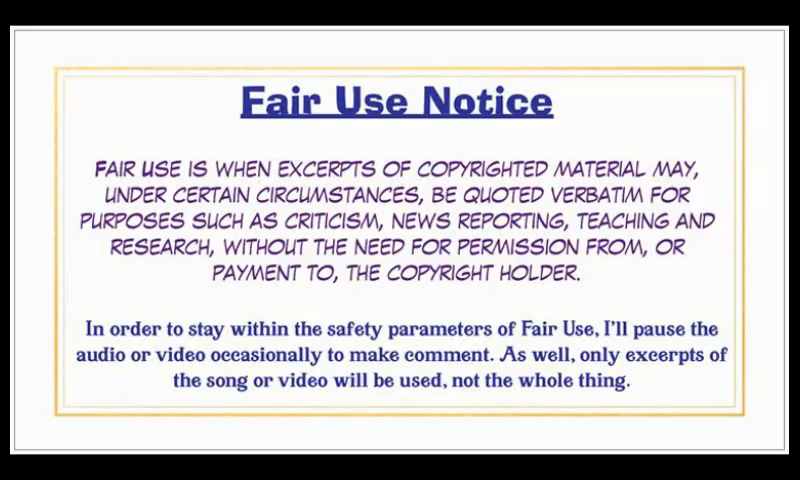 Fair Use Notice
FAIR USE IS WHEN EXCERPTS OF COPYRIGHTED MATERIAL MAY,
UNDER CERTAIN CIRCUMSTANCES, BE QUOTED VERBATIM FOR
PURPOSES SUCH AS CRITICISM, NEWS REPORTING, TEACHING AND
RESEARCH, WITHOUT THE NEED FOR PERMISSION FROM, OR
PAYMENT TO, THE COPYRIGHT HOLDER.
In order to stay within the safety parameters of Fair Use, I'll pause the
audio or video occasionally to make comment. As well, only excerpts of
the song or video will be used, not the whole thing.